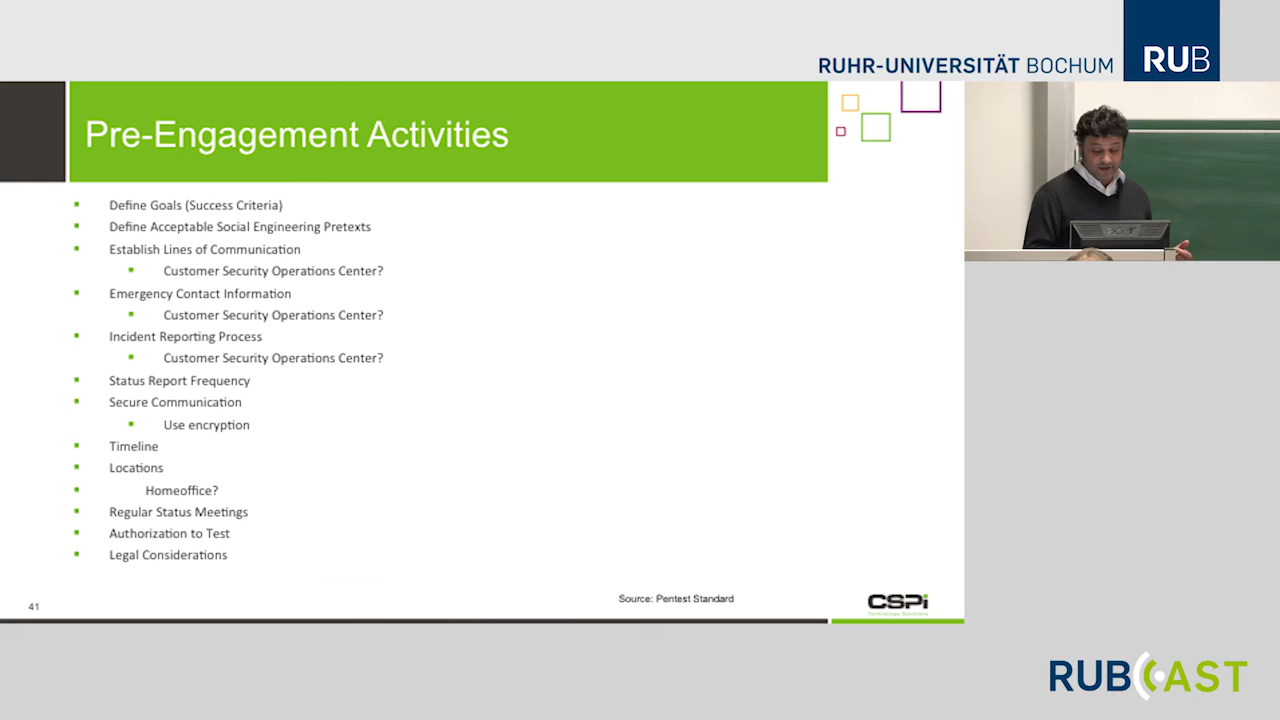 RUHR-UNIVERSITÄT BOCHUM RUB
Pre-Engagement Activities
Define Goals (Success Criteria)
Define Acceptable Social Engineering Pretexts
Establish Lines of Communication
Customer Security Operations Center?
Emergency Contact Information
Customer Security Operations Center?
Incident Reporting Process
Customer Security Operations Center?
Status Report Frequency
Secure Communication
Use encryption
Timeline
Locations
Homeoffice?
Regular Status Meetings
Authorization to Test
Legal Considerations
Source: Pentest Standard
41
CSPi
RUBCAST